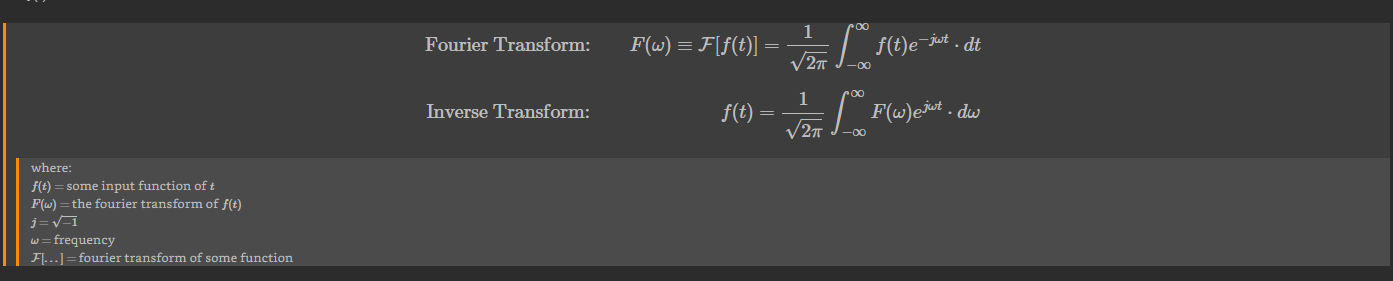 Fourier Transform: F(ω) ≡ ℱ[f(t)] = 1/√2π ∫_{−∞}^{∞} f(t)e^{−jωt} · dt
Inverse Transform: f(t) = 1/√2π ∫_{−∞}^{∞} F(ω)e^{jωt} · dω
where:
f(t) = some input function of t
F(ω) = the fourier transform of f(t)
j = √−1
ω = frequency
ℱ[…] = fourier transform of some function